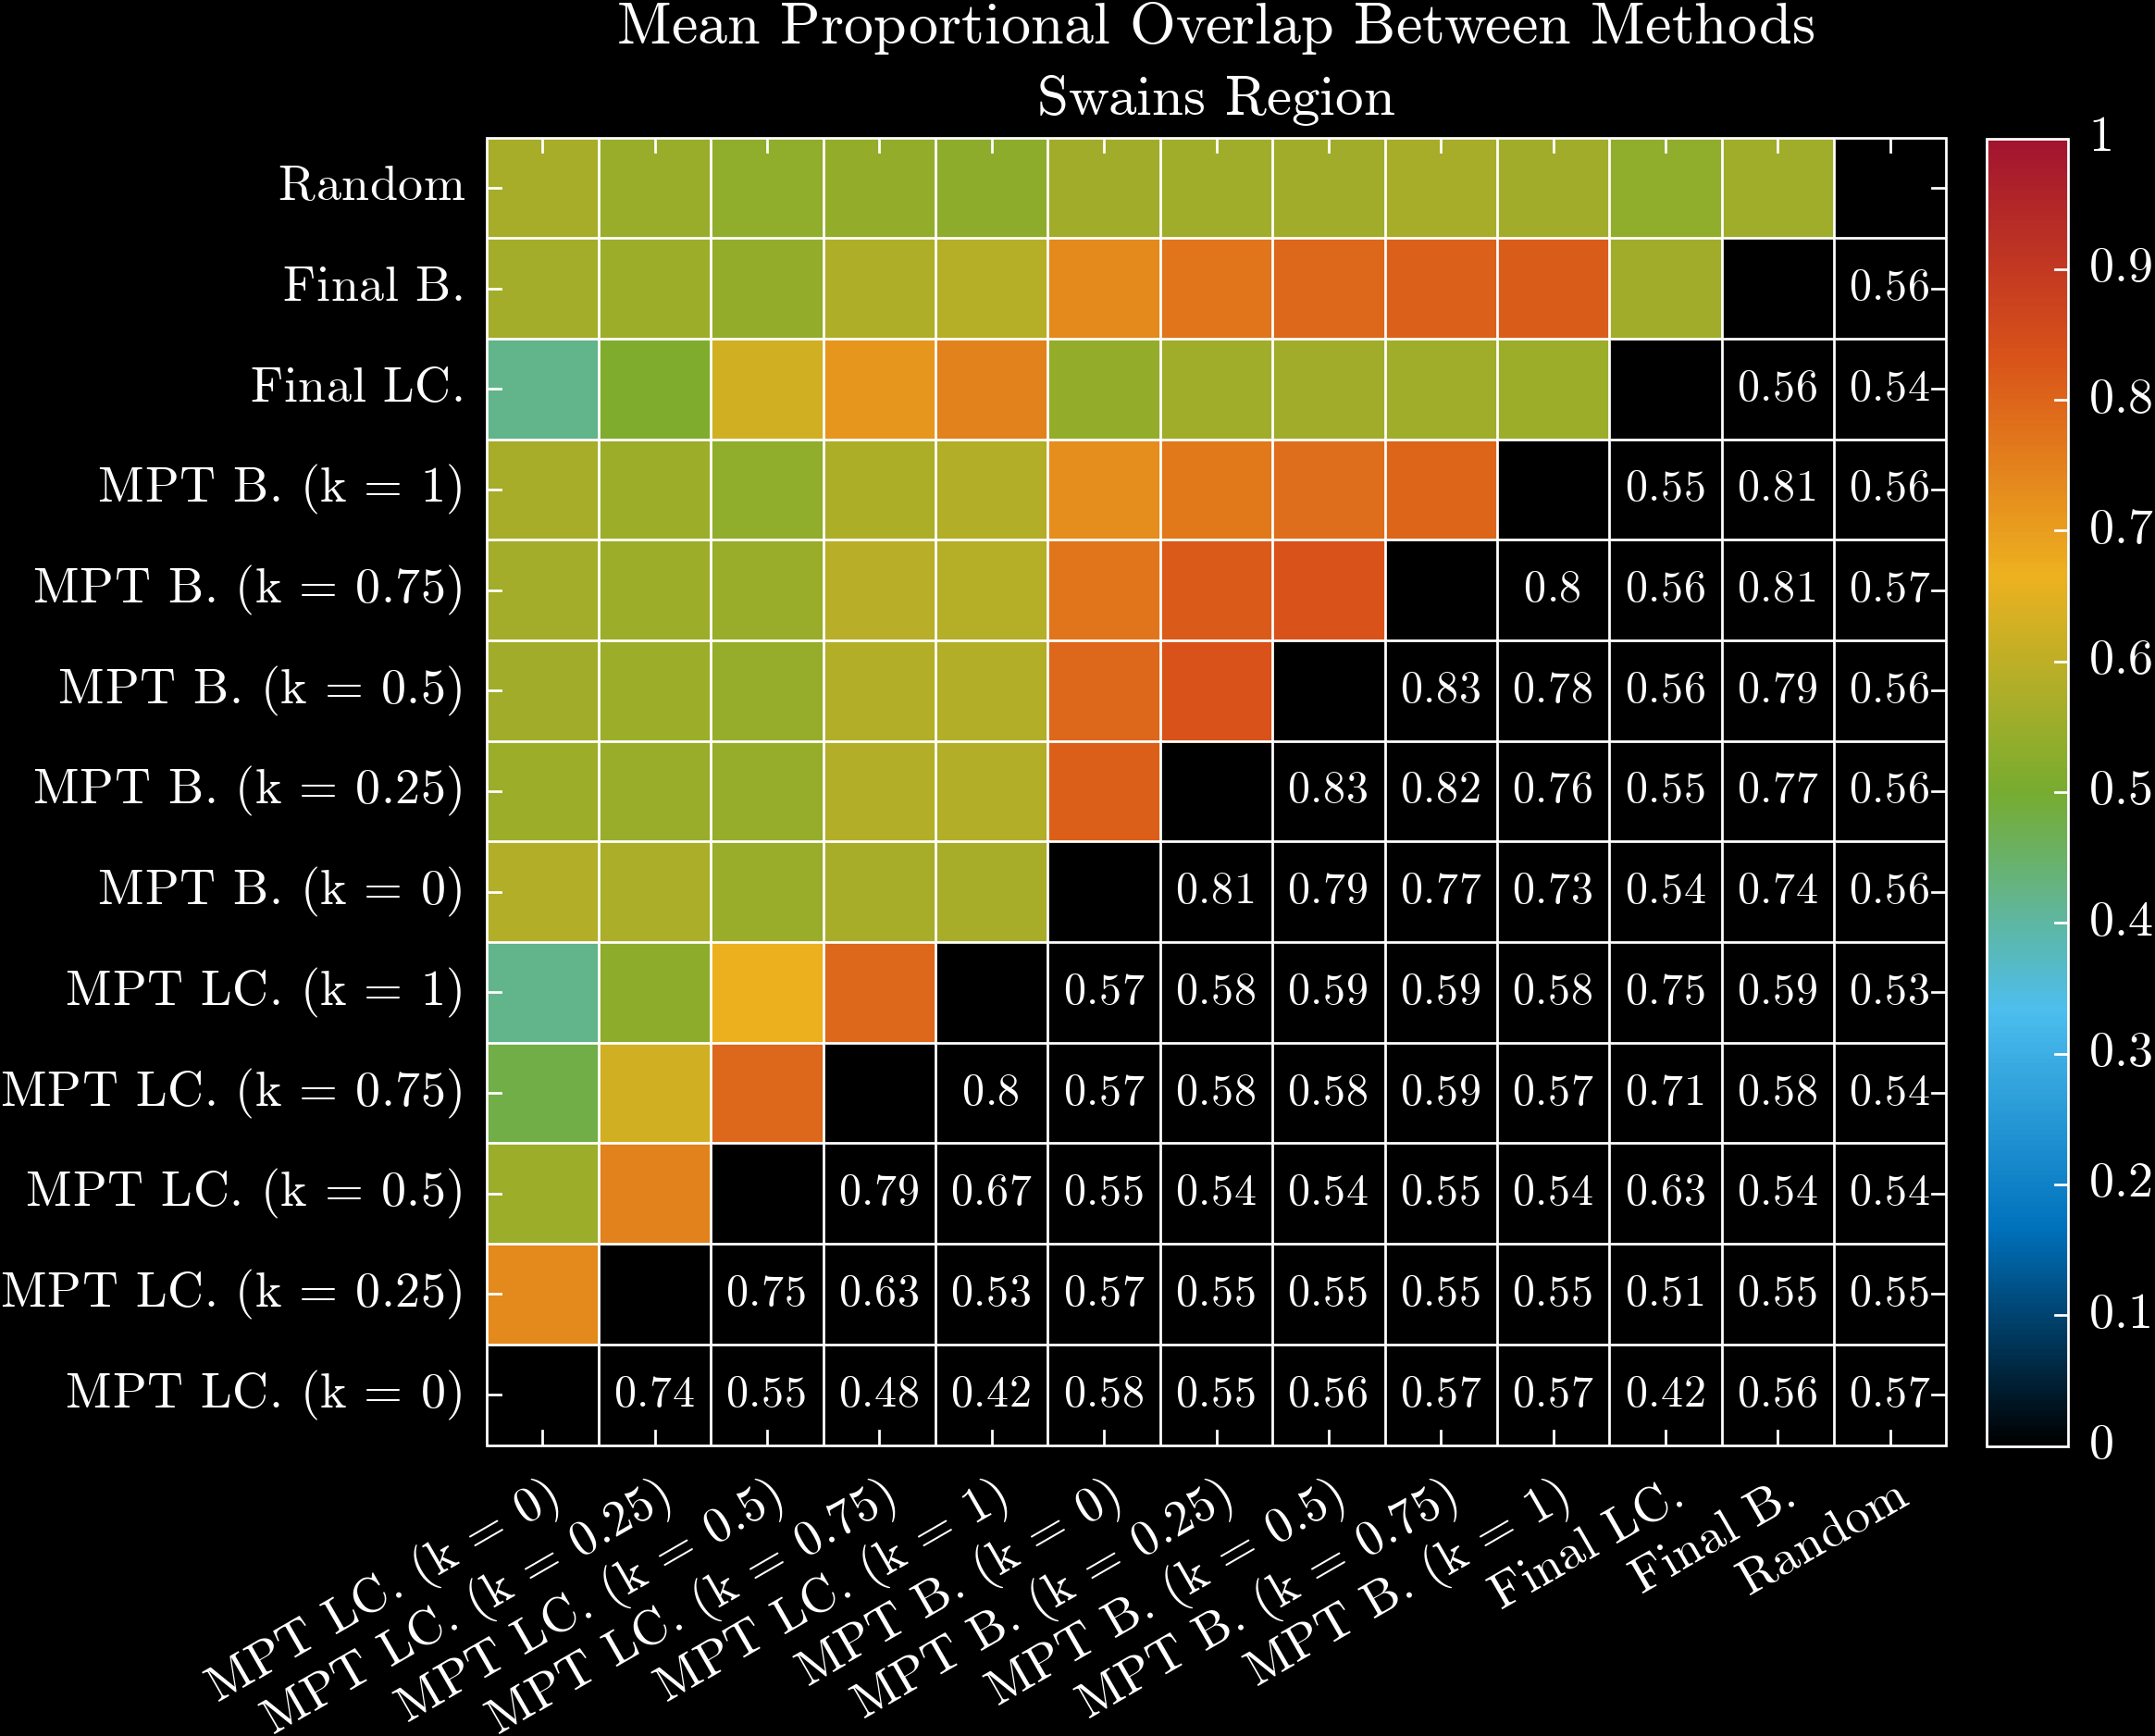 Mean Proportional Overlap Between Methods
Swains Region
Random
Final B. 0.56
Final LC. 0.56 0.54
MPT B. (k = 1) 0.55 0.81 0.56
MPT B. (k = 0.75) 0.8 0.56 0.81 0.57
MPT B. (k = 0.5) 0.83 0.78 0.56 0.79 0.56
MPT B. (k = 0.25) 0.83 0.82 0.76 0.55 0.77 0.56
MPT B. (k = 0) 0.81 0.79 0.77 0.73 0.54 0.74 0.56
MPT LC. (k = 1) 0.57 0.58 0.59 0.59 0.58 0.75 0.59 0.53
MPT LC. (k = 0.75) 0.8 0.57 0.58 0.58 0.59 0.57 0.71 0.58 0.54
MPT LC. (k = 0.5) 0.79 0.67 0.55 0.54 0.54 0.55 0.54 0.63 0.54 0.54
MPT LC. (k = 0.25) 0.75 0.63 0.53 0.57 0.55 0.55 0.55 0.55 0.51 0.55 0.55
MPT LC. (k = 0) 0.74 0.55 0.48 0.42 0.58 0.55 0.56 0.57 0.57 0.42 0.56 0.57
MPT LC. (k = 0)
MPT LC. (k = 0.25)
MPT LC. (k = 0.5)
MPT LC. (k = 0.75)
MPT LC. (k = 1)
MPT B. (k = 0)
MPT B. (k = 0.25)
MPT B. (k = 0.5)
MPT B. (k = 0.75)
MPT B. (k = 1)
Final LC.
Final B.
Random
1
0.9
0.8
0.7
0.6
0.5
0.4
0.3
0.2
0.1
0